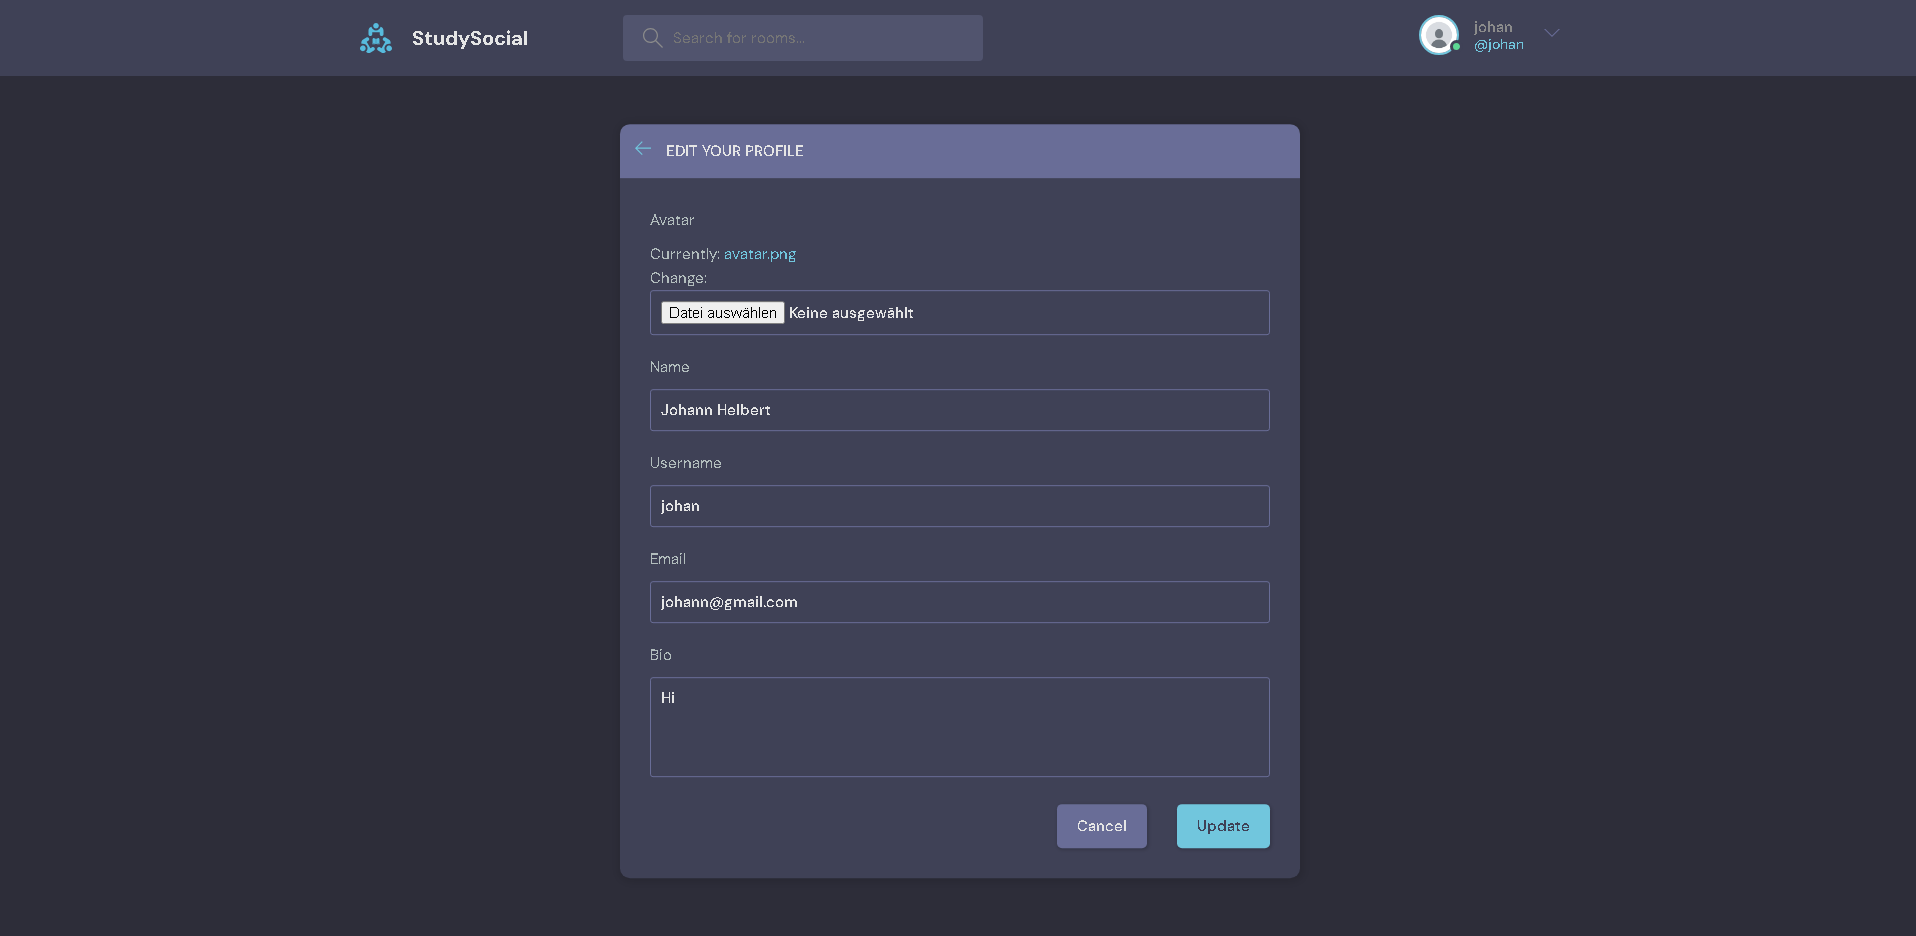 StudySocial
Search for rooms...
johan
@johan
EDIT YOUR PROFILE
Avatar
Currently: avatar.png
Change:
Datei auswählen Keine ausgewählt
Name
Johann Helbert
Username
johan
Email
johann@gmail.com
Bio
Hi
Cancel
Update